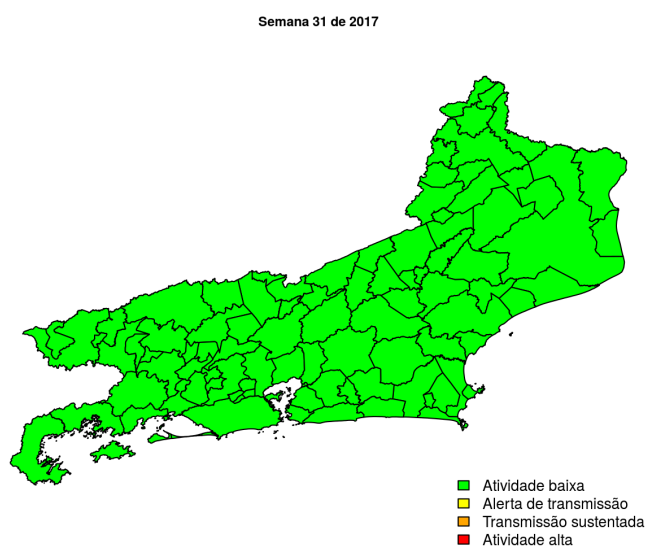 Semana 31 de 2017
Atividade baixa
Alerta de transmissão
Transmissão sustentada
Atividade alta